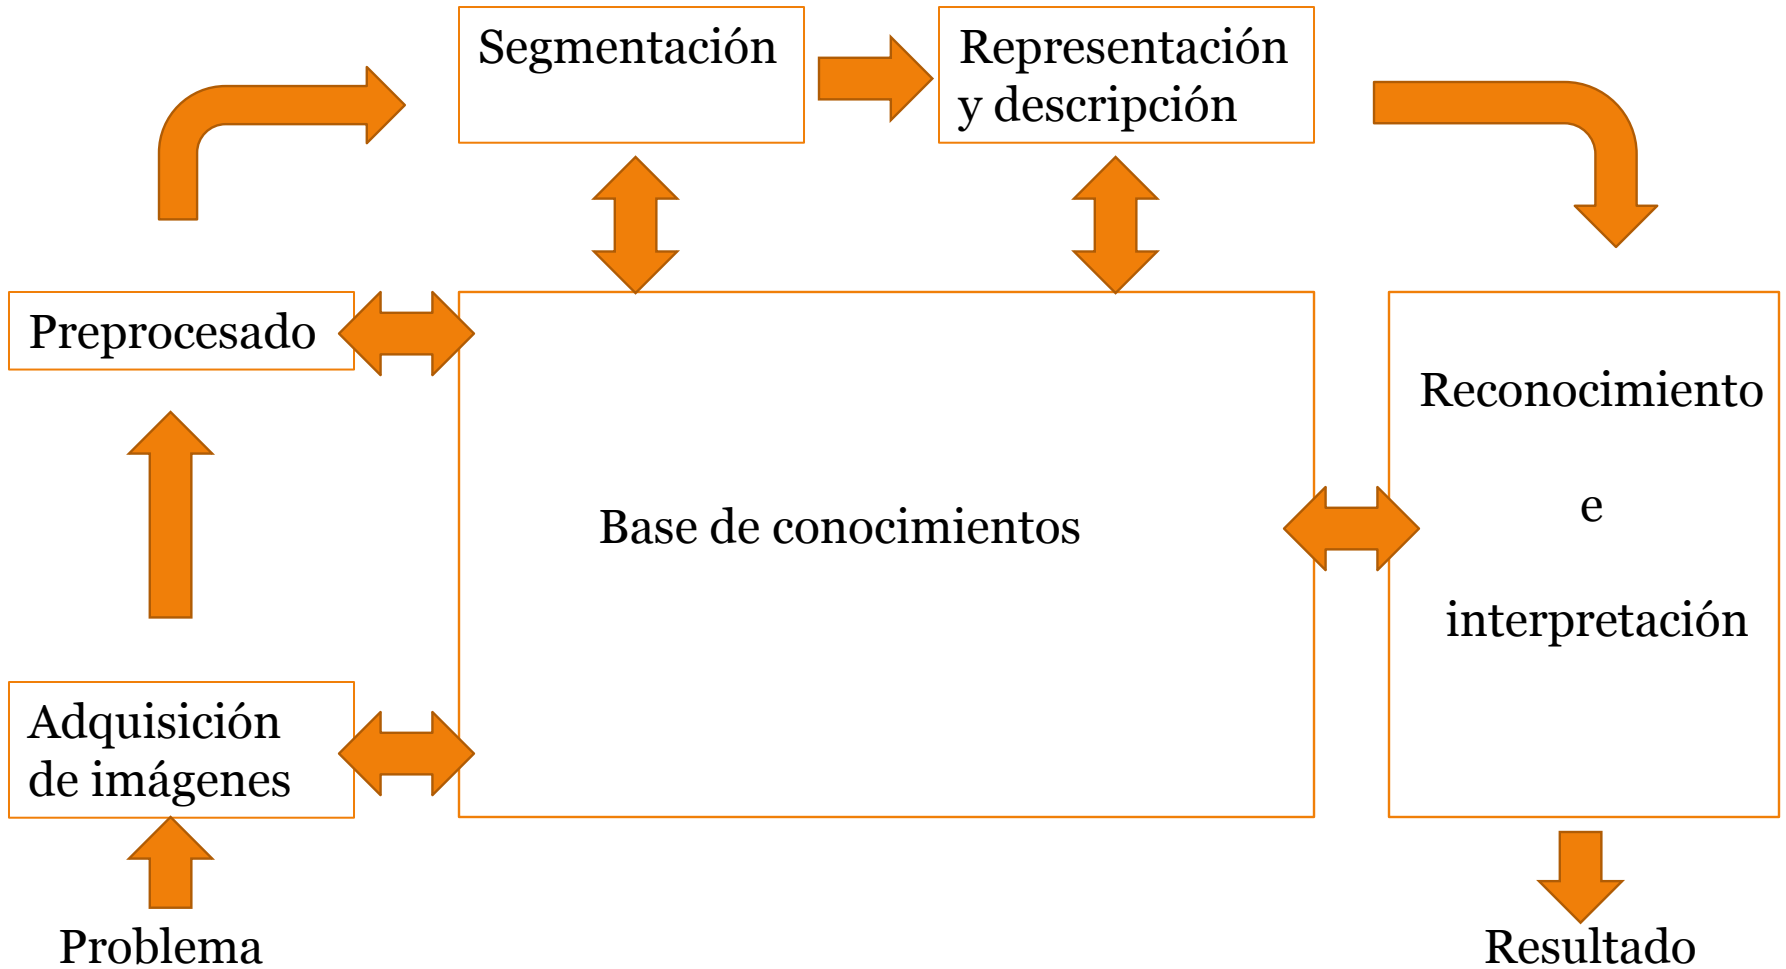 Segmentación
Representación
y descripción
Preprocesado
Reconocimiento
e
interpretación
Base de conocimientos
Adquisición
de imágenes
Problema
Resultado